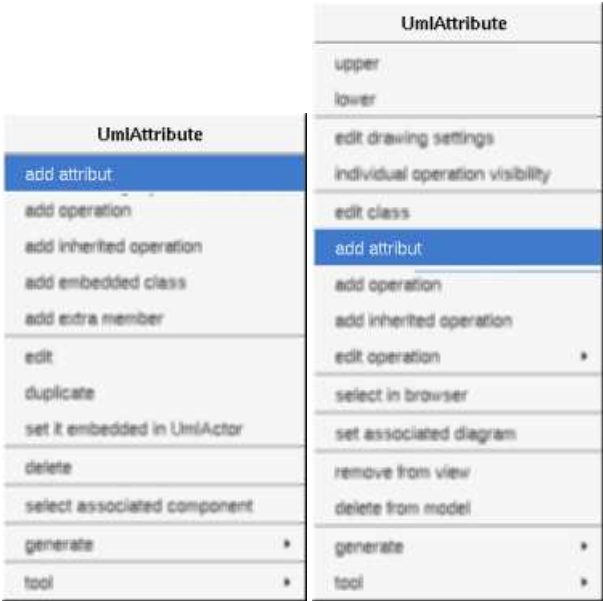 UmlAttribute
add attribut
add operation
add inherited operation
add embedded class
add extra member
edit
duplicate
set it embedded in UmlActor
delete
select associated component
generate
tool
UmlAttribute
upper
lower
edit drawing settings
individual operation visibility
edit class
add attribut
add operation
add inherited operation
edit operation
select in browser
set associated diagram
remove from view
delete from model
generate
tool